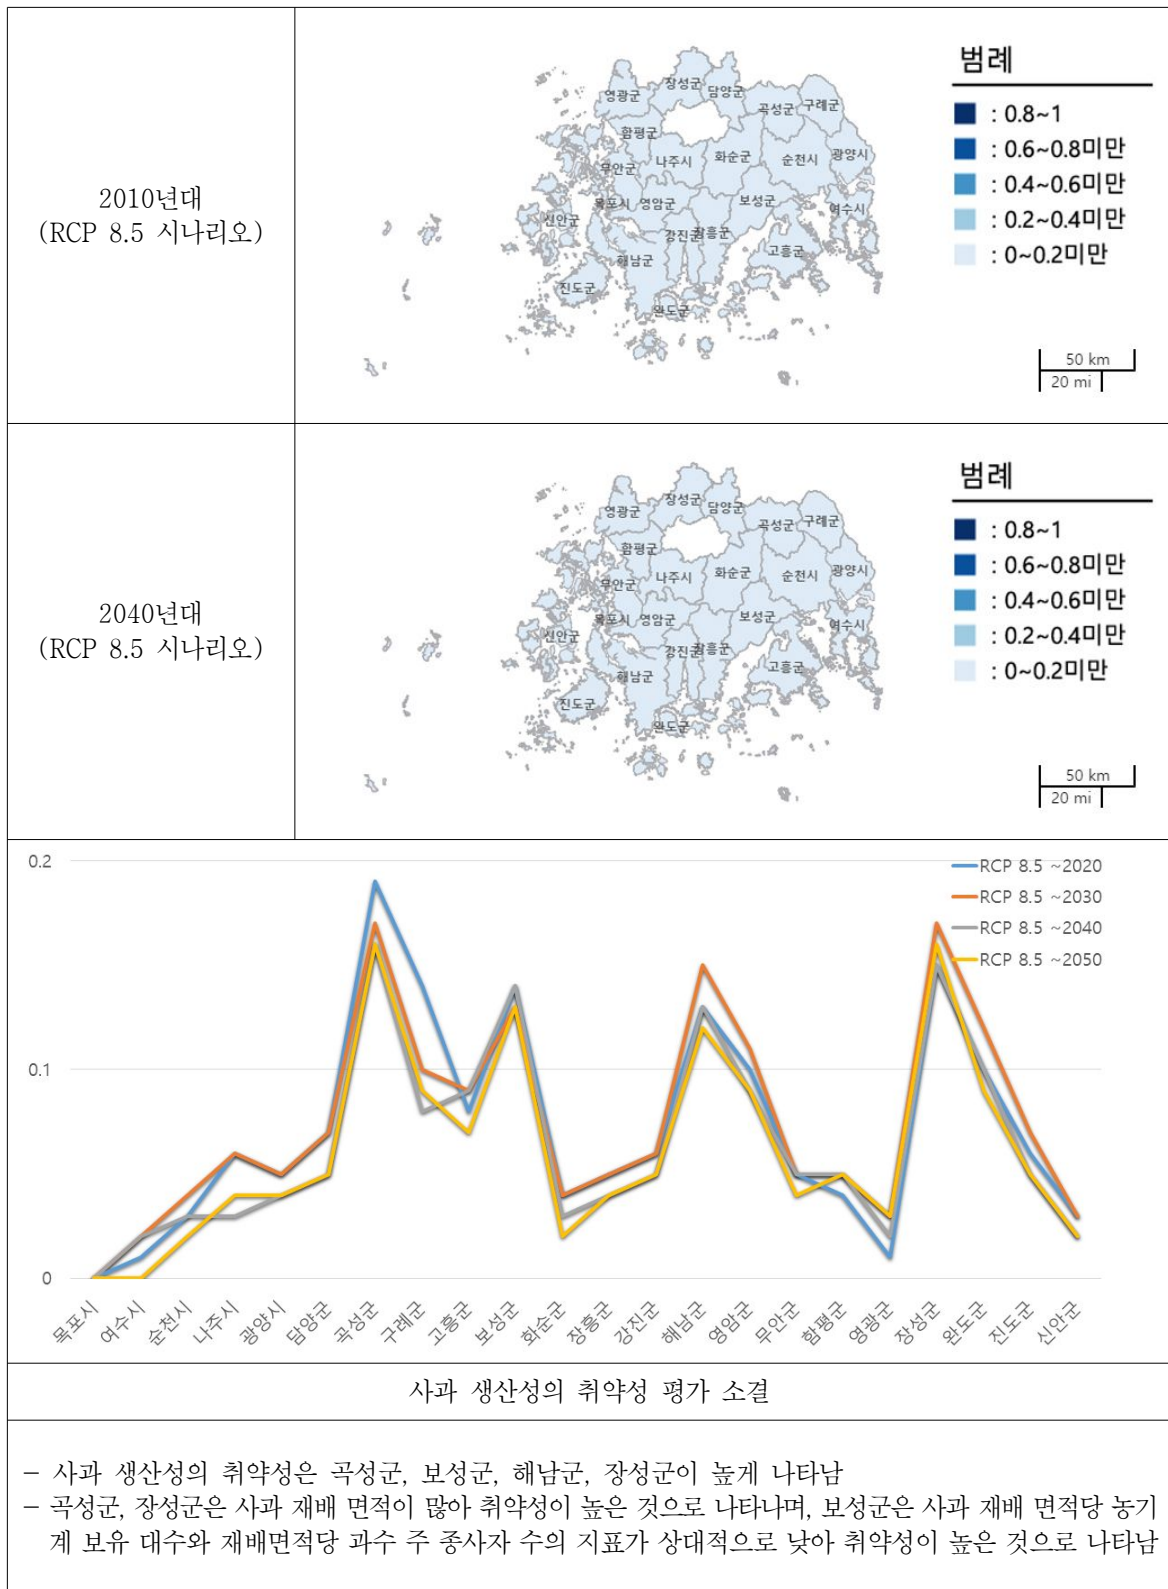 2010년대
(RCP 8.5 시나리오)
영광군
장성군
담양군
곡성군
구례군
함평군
나주시
화순군
순천시
광양시
무안군
목포시
영암군
보성군
여수시
신안군
강진군
장흥군
고흥군
해남군
진도군
완도군
범례
: 0.8~1
: 0.6~0.8미만
: 0.4~0.6미만
: 0.2~0.4미만
: 0~0.2미만
50 km
20 mi
2040년대
(RCP 8.5 시나리오)
영광군
장성군
담양군
곡성군
구례군
함평군
나주시
화순군
순천시
광양시
무안군
목포시
영암군
보성군
여수시
신안군
강진군
장흥군
고흥군
해남군
진도군
완도군
범례
: 0.8~1
: 0.6~0.8미만
: 0.4~0.6미만
: 0.2~0.4미만
: 0~0.2미만
50 km
20 mi
0.2
0.1
0
RCP 8.5 ~2020
RCP 8.5 ~2030
RCP 8.5 ~2040
RCP 8.5 ~2050
목포시
여수시
순천시
나주시
광양시
담양군
곡성군
구례군
고흥군
보성군
화순군
장흥군
강진군
해남군
영암군
무안군
함평군
영광군
장성군
완도군
진도군
신안군
사과 생산성의 취약성 평가 소결
- 사과 생산성의 취약성은 곡성군, 보성군, 해남군, 장성군이 높게 나타남
- 곡성군, 장성군은 사과 재배 면적이 많아 취약성이 높은 것으로 나타나며, 보성군은 사과 재배 면적당 농기
계 보유 대수와 재배면적당 과수 주 종사자 수의 지표가 상대적으로 낮아 취약성이 높은 것으로 나타남